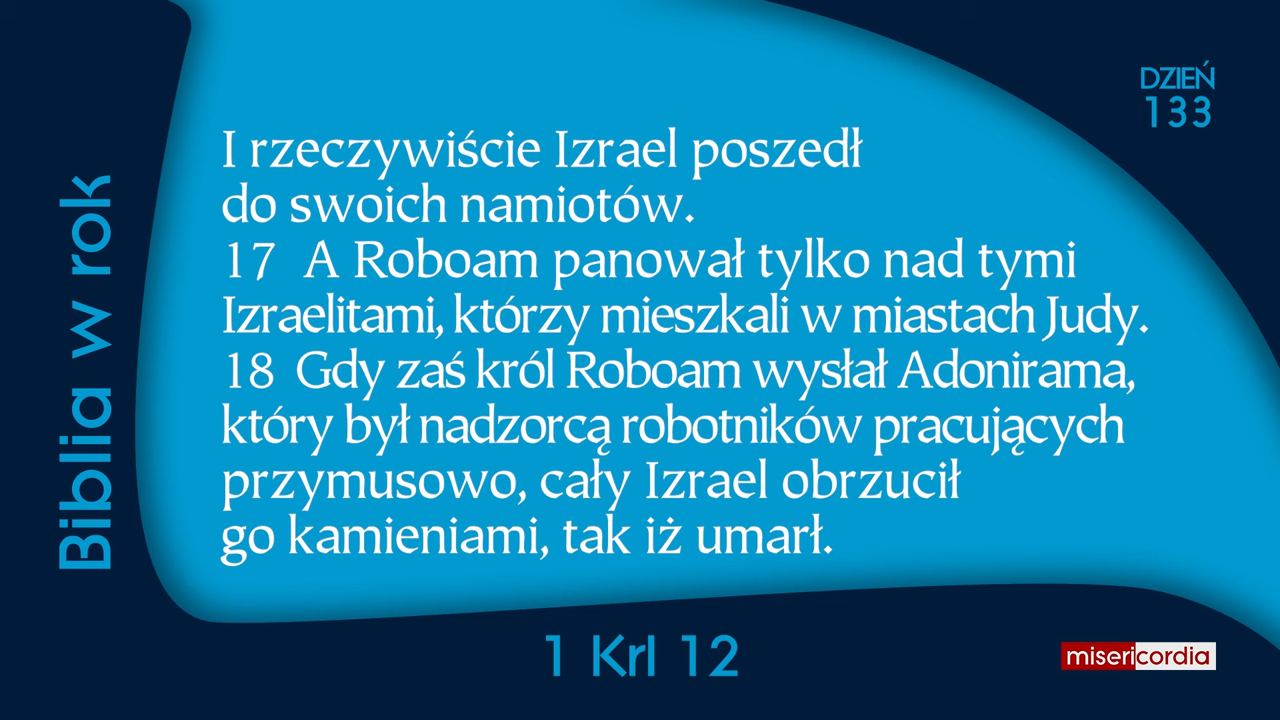 DZIEŃ
133
I rzeczywiście Izrael poszedł
do swoich namiotów.
17 A Roboam panował tylko nad tymi
Izraelitami, którzy mieszkali w miastach Judy.
18 Gdy zaś król Roboam wysłał Adonirama,
który był nadzorcą robotników pracujących
przymusowo, cały Izrael obrzucił
go kamieniami, tak iż umarł.
Biblia w rok
1 Krl 12
misericordia